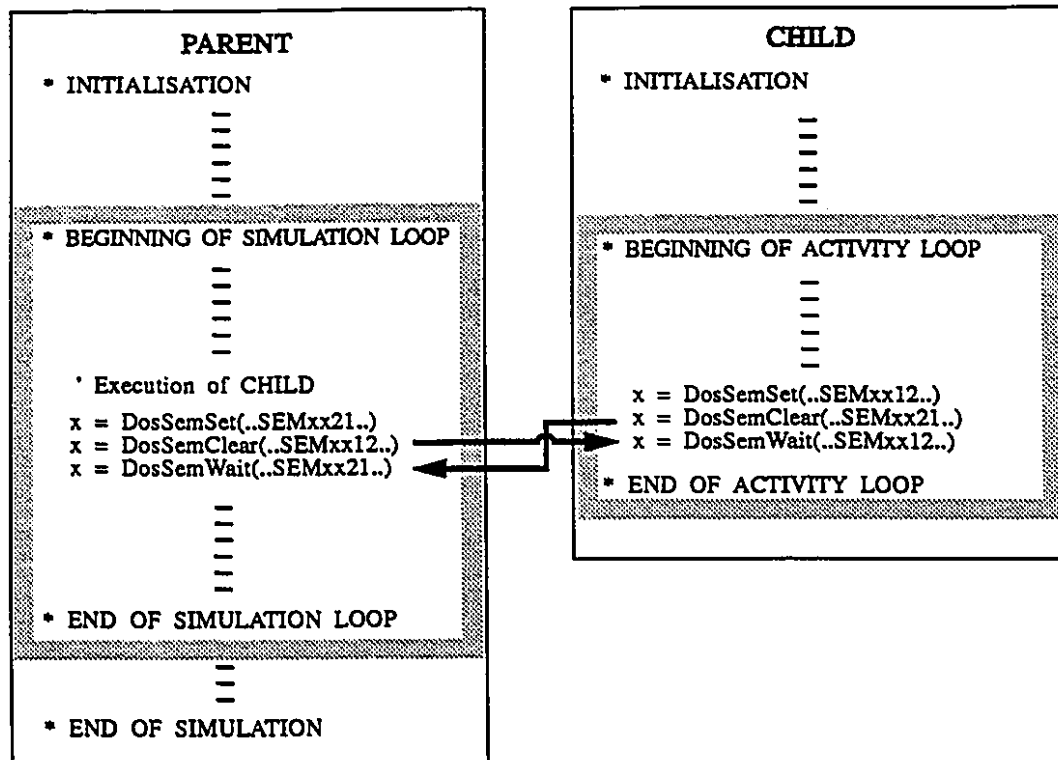 PARENT
* INITIALISATION
* BEGINNING OF SIMULATION LOOP
' Execution of CHILD
x = DosSemSet(..SEMxx21..)
x = DosSemClear(..SEMxx12..)
x = DosSemWait(..SEMxx21..)
* END OF SIMULATION LOOP
* END OF SIMULATION
CHILD
* INITIALISATION
* BEGINNING OF ACTIVITY LOOP
x = DosSemSet(..SEMxx12..)
x = DosSemClear(..SEMxx21..)
x = DosSemWait(..SEMxx12..)
* END OF ACTIVITY LOOP